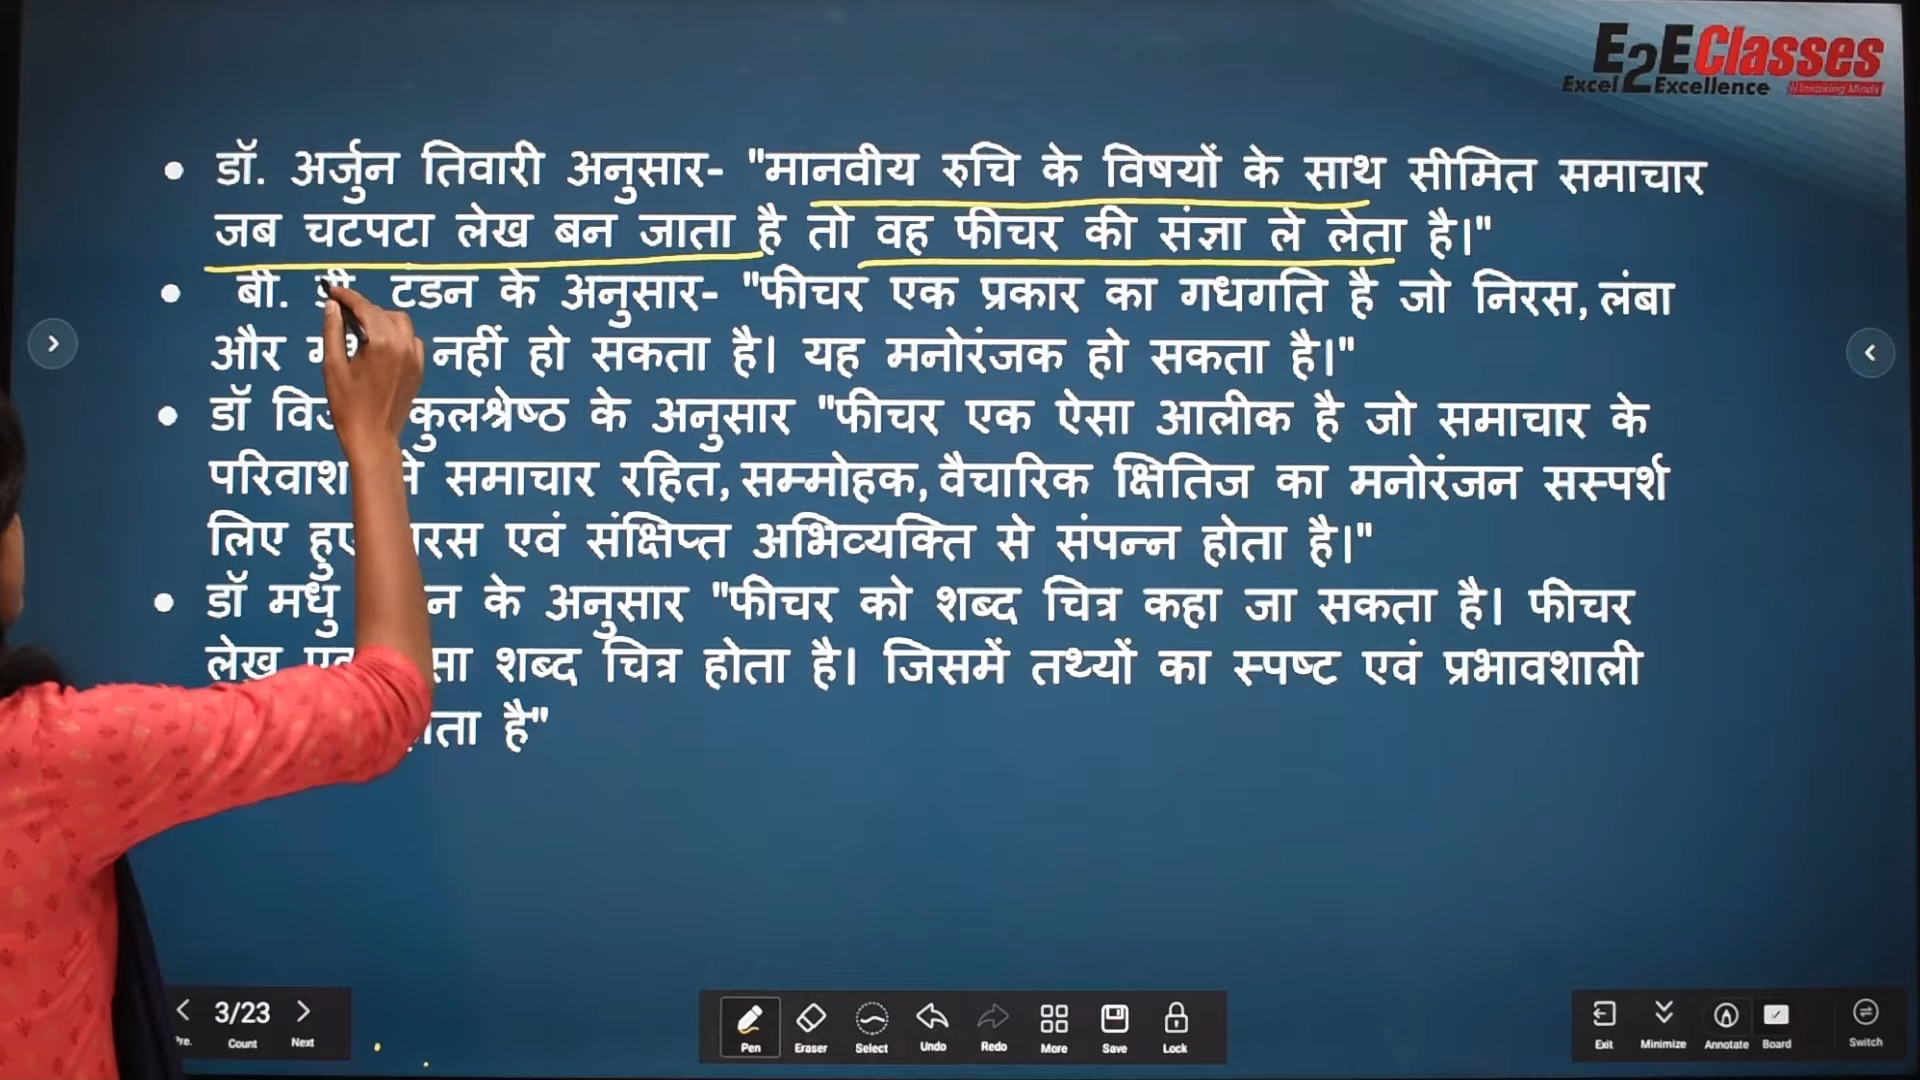 E2E Classes
Excel 2 Excellence #Inspiring Minds
• डॉ. अर्जुन तिवारी अनुसार- "मानवीय रुचि के विषयों के साथ सीमित समाचार
जब चटपटा लेख बन जाता है तो वह फीचर की संज्ञा ले लेता है।"
• बी. टडन के अनुसार- "फीचर एक प्रकार का गधगति है जो निरस, लंबा
और नहीं हो सकता है। यह मनोरंजक हो सकता है।"
• डॉ कुलश्रेष्ठ के अनुसार "फीचर एक ऐसा आलीक है जो समाचार के
समाचार रहित, सम्मोहक, वैचारिक क्षितिज का मनोरंजन सस्पर्श
लिए एवं संक्षिप्त अभिव्यक्ति से संपन्न होता है।"
• डॉ मधु के अनुसार "फीचर को शब्द चित्र कहा जा सकता है। फीचर
लेख शब्द चित्र होता है। जिसमें तथ्यों का स्पष्ट एवं प्रभावशाली
है"
3/23
Count Next
Pen Eraser Select Undo Redo More Save Lock
Exit Minimize Annotate Board Switch